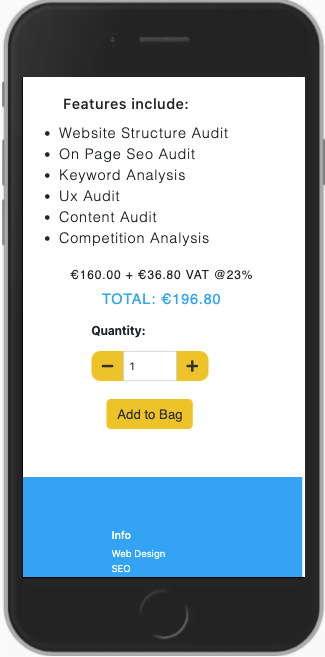 Features include:
Website Structure Audit
On Page Seo Audit
Keyword Analysis
Ux Audit
Content Audit
Competition Analysis
€160.00 + €36.80 VAT @23%
TOTAL: €196.80
Quantity:
− 1 +
Add to Bag
Info
Web Design
SEO